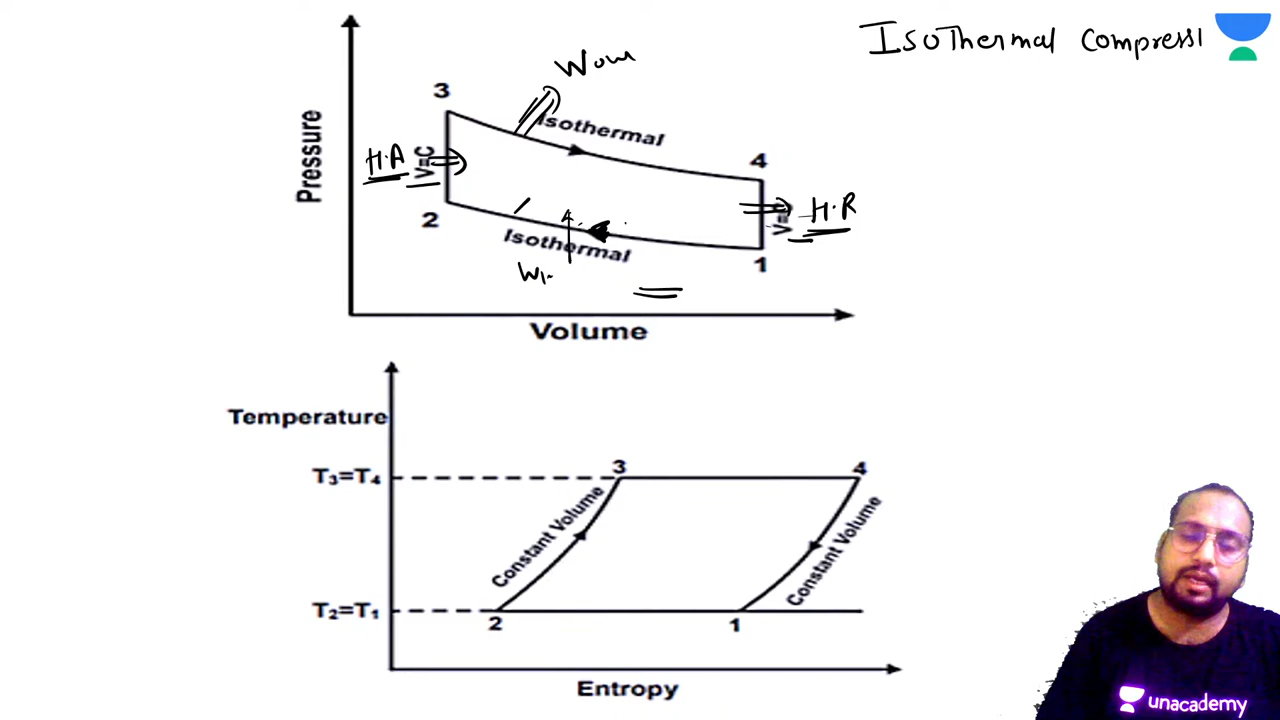 Isothermal compressi
Wout
3
Isothermal
Pressure
H.A
V=C
4
H.R
2
Isothermal
Win
1
Volume
Temperature
T₃=T₄
3
4
Constant Volume
Constant Volume
T₂=T₁
2
1
Entropy
unacademy